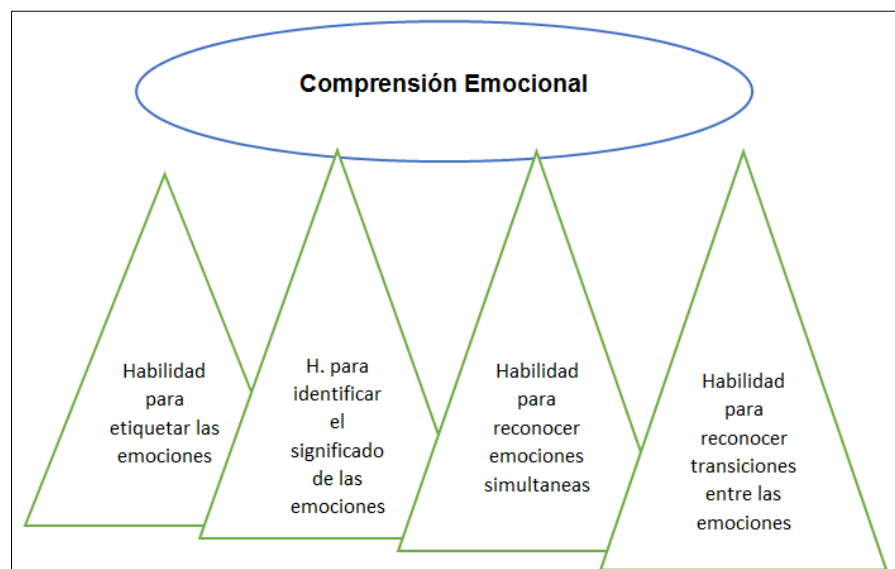 Comprensión Emocional
Habilidad
para
etiquetar las
emociones
H. para
identificar
el
significado
de las
emociones
Habilidad
para
reconocer
emociones
simultaneas
Habilidad
para
reconocer
transiciones
entre las
emociones